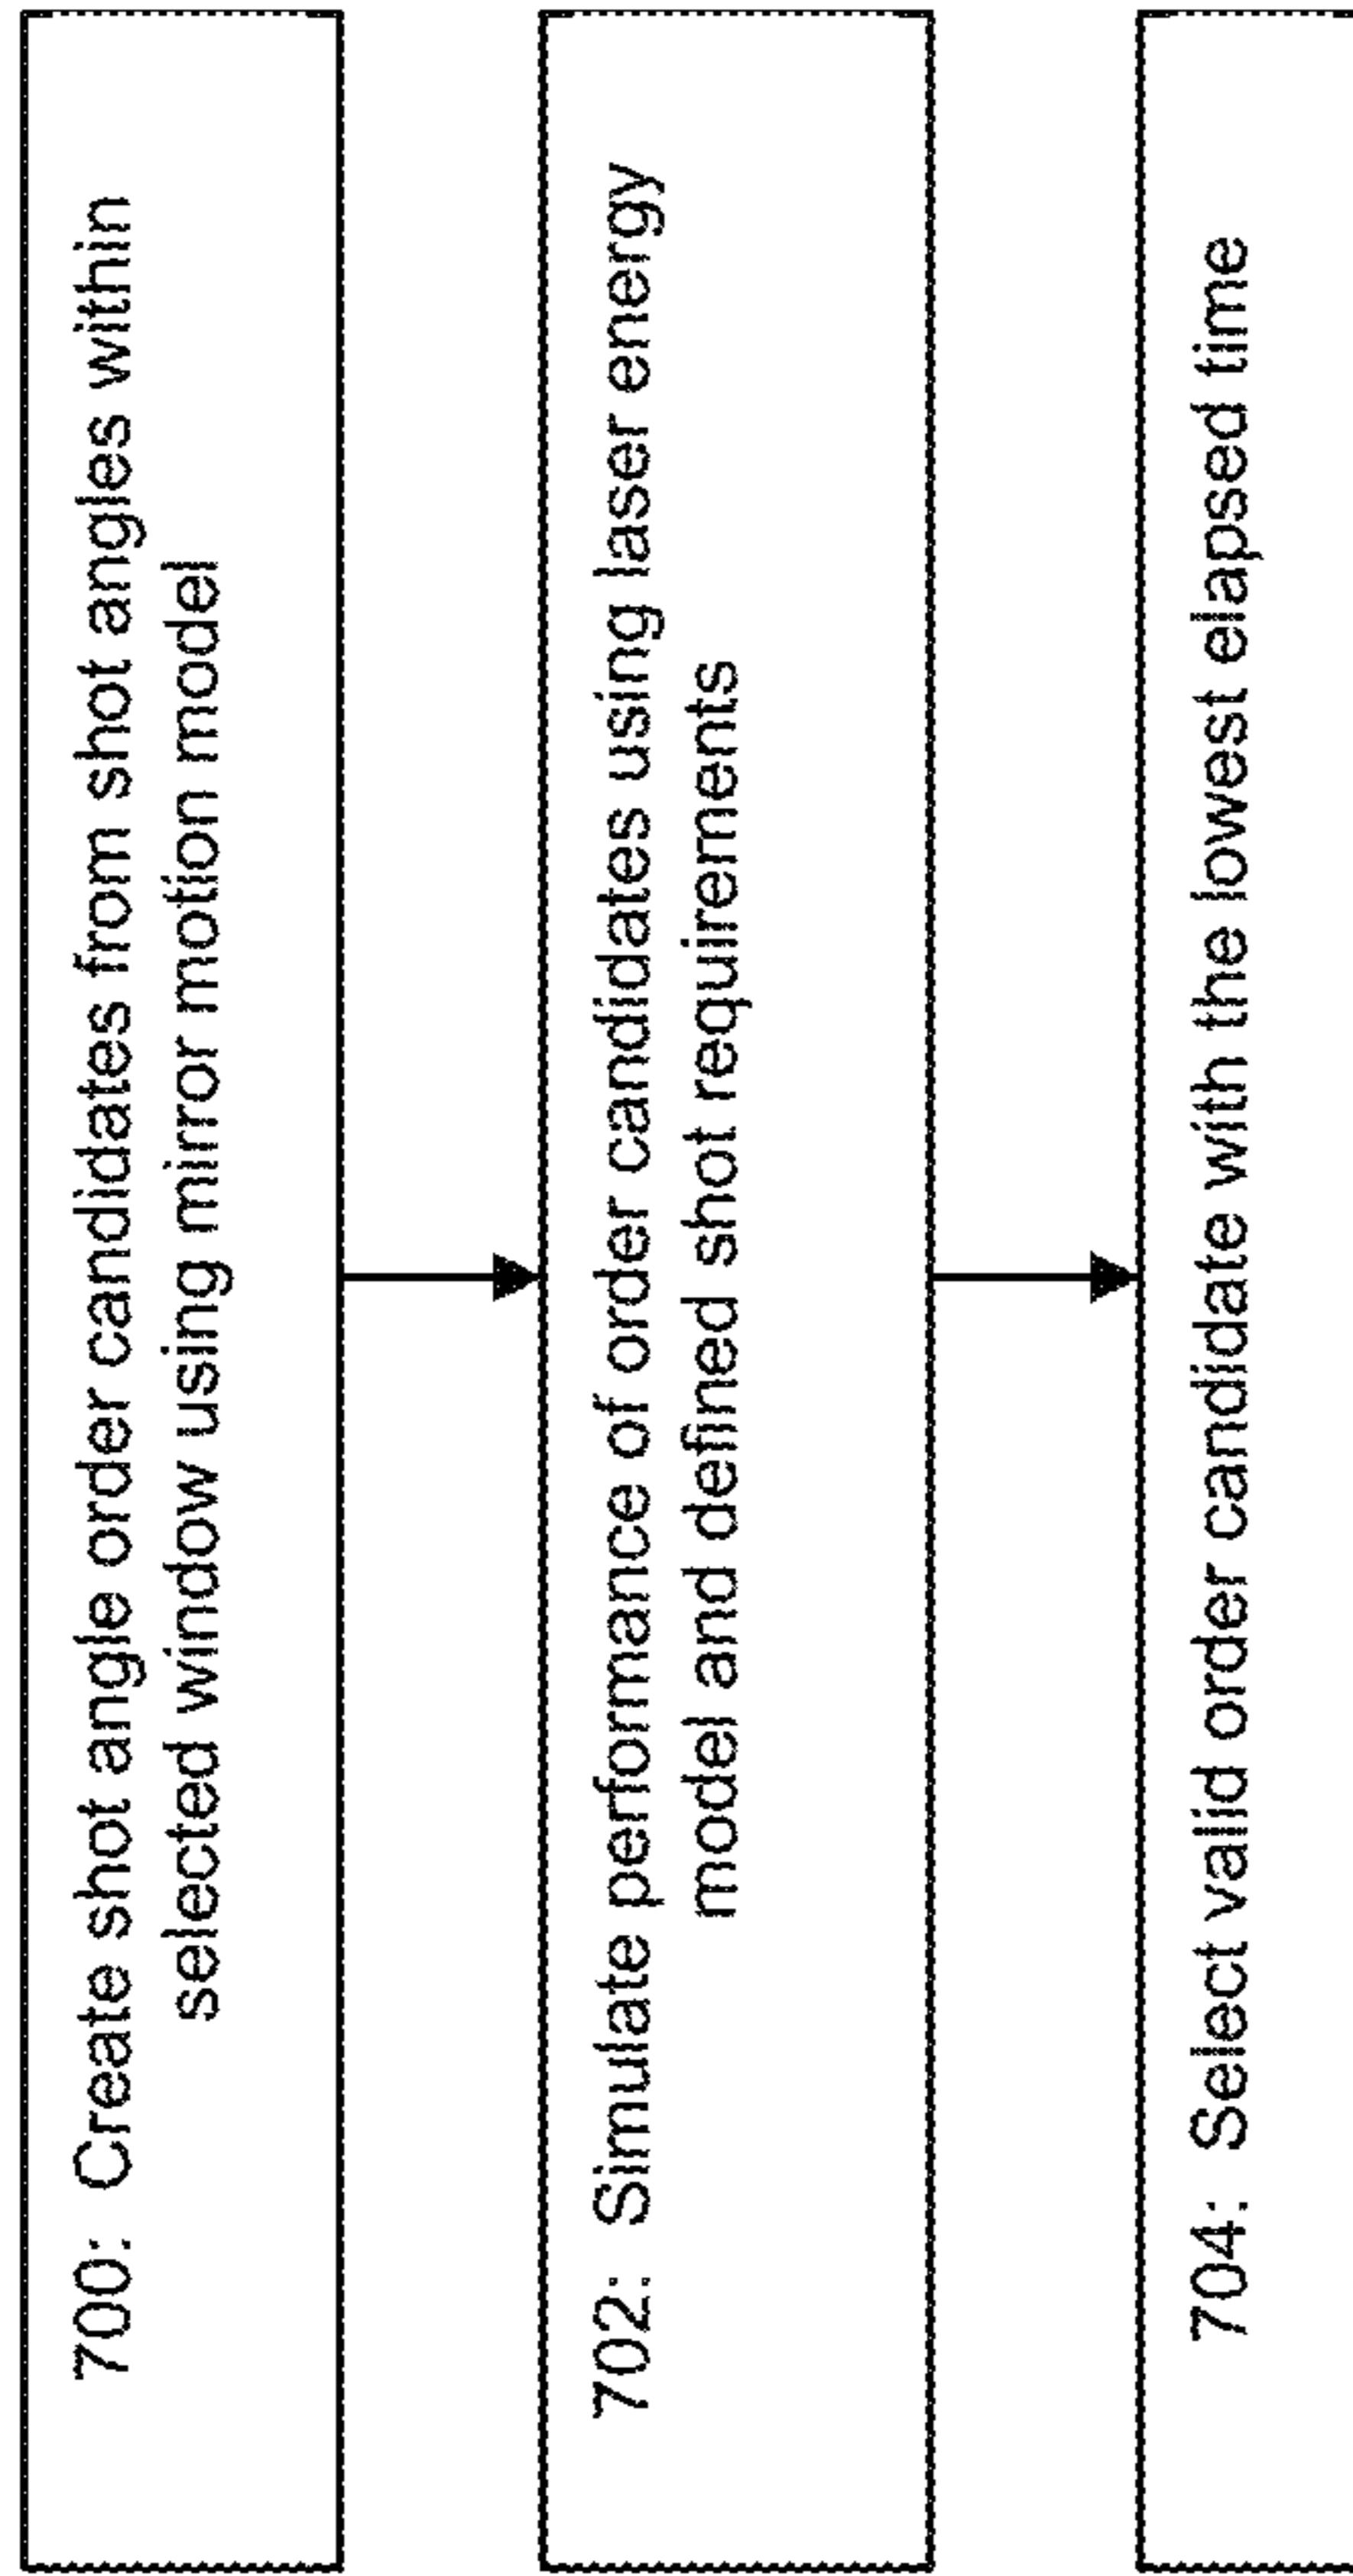 700: Create shot angle order candidates from shot angles within
selected window using mirror motion model
702: Simulate performance of order candidates using laser energy
model and defined shot requirements
704: Select valid order candidate with the lowest elapsed time